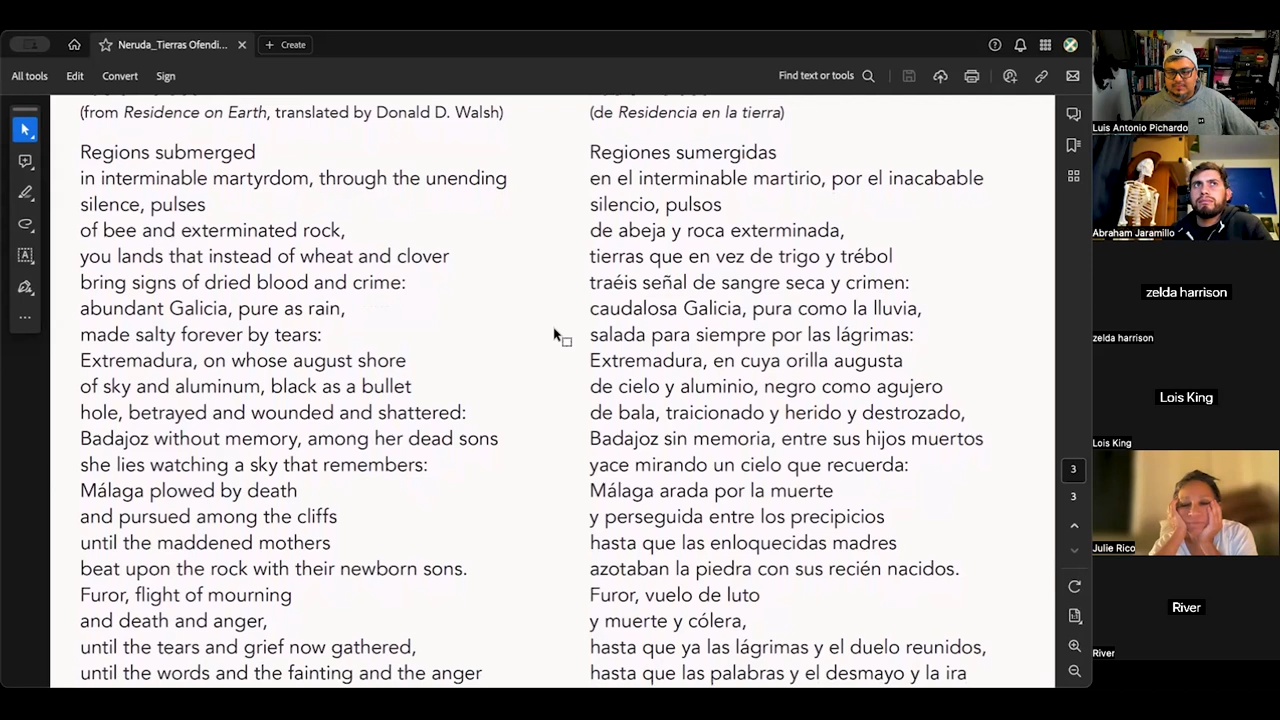 Neruda_Tierras Ofendi...
Create
All tools
Edit
Convert
Sign
Find text or tools
(from Residence on Earth, translated by Donald D. Walsh)
Regions submerged
in interminable martyrdom, through the unending
silence, pulses
of bee and exterminated rock,
you lands that instead of wheat and clover
bring signs of dried blood and crime:
abundant Galicia, pure as rain,
made salty forever by tears:
Extremadura, on whose august shore
of sky and aluminum, black as a bullet
hole, betrayed and wounded and shattered:
Badajoz without memory, among her dead sons
she lies watching a sky that remembers:
Málaga plowed by death
and pursued among the cliffs
until the maddened mothers
beat upon the rock with their newborn sons.
Furor, flight of mourning
and death and anger,
until the tears and grief now gathered,
until the words and the fainting and the anger
(de Residencia en la tierra)
Regiones sumergidas
en el interminable martirio, por el inacabable
silencio, pulsos
de abeja y roca exterminada,
tierras que en vez de trigo y trébol
traéis señal de sangre seca y crimen:
caudalosa Galicia, pura como la lluvia,
salada para siempre por las lágrimas:
Extremadura, en cuya orilla augusta
de cielo y aluminio, negro como agujero
de bala, traicionado y herido y destrozado,
Badajoz sin memoria, entre sus hijos muertos
yace mirando un cielo que recuerda:
Málaga arada por la muerte
y perseguida entre los precipicios
hasta que las enloquecidas madres
azotaban la piedra con sus recién nacidos.
Furor, vuelo de luto
y muerte y cólera,
hasta que ya las lágrimas y el duelo reunidos,
hasta que las palabras y el desmayo y la ira
3
3
Luis Antonio Pichardo
Abraham Jaramillo
zelda harrison
zelda harrison
Lois King
Lois King
Julie Rico
River
River